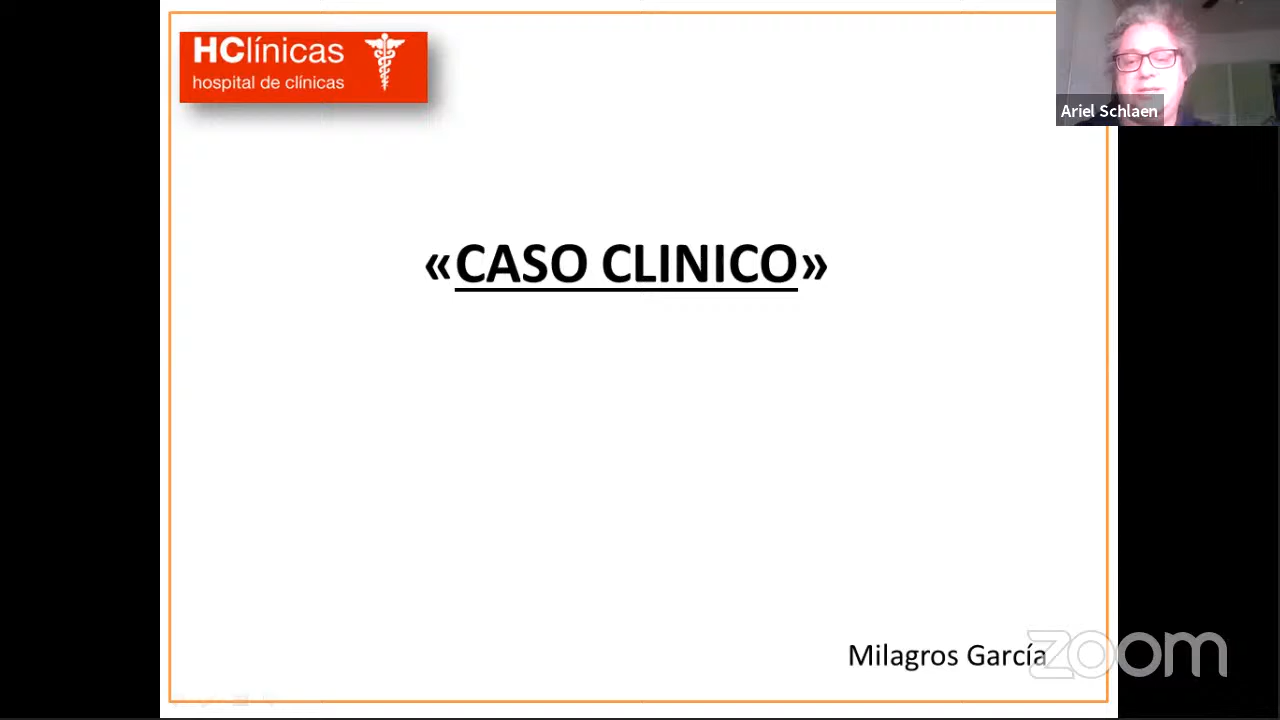 HClínicas
hospital de clínicas
Ariel Schlaen
«CASO CLINICO»
Milagros García
zoom